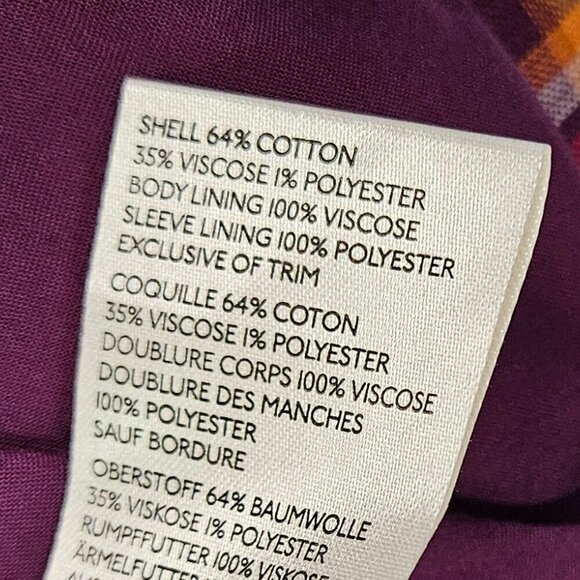 SHELL 64% COTTON
35% VISCOSE 1% POLYESTER
BODY LINING 100% VISCOSE
SLEEVE LINING 100% POLYESTER
EXCLUSIVE OF TRIM
COQUILLE 64% COTON
35% VISCOSE 1% POLYESTER
DOUBLURE CORPS 100% VISCOSE
DOUBLURE DES MANCHES
100% POLYESTER
SAUF BORDURE
OBERSTOFF 64% BAUMWOLLE
35% VISKOSE 1% POLYESTER
RUMPFFUTTER 100% VISKOSE
ÄRMELFUTTER